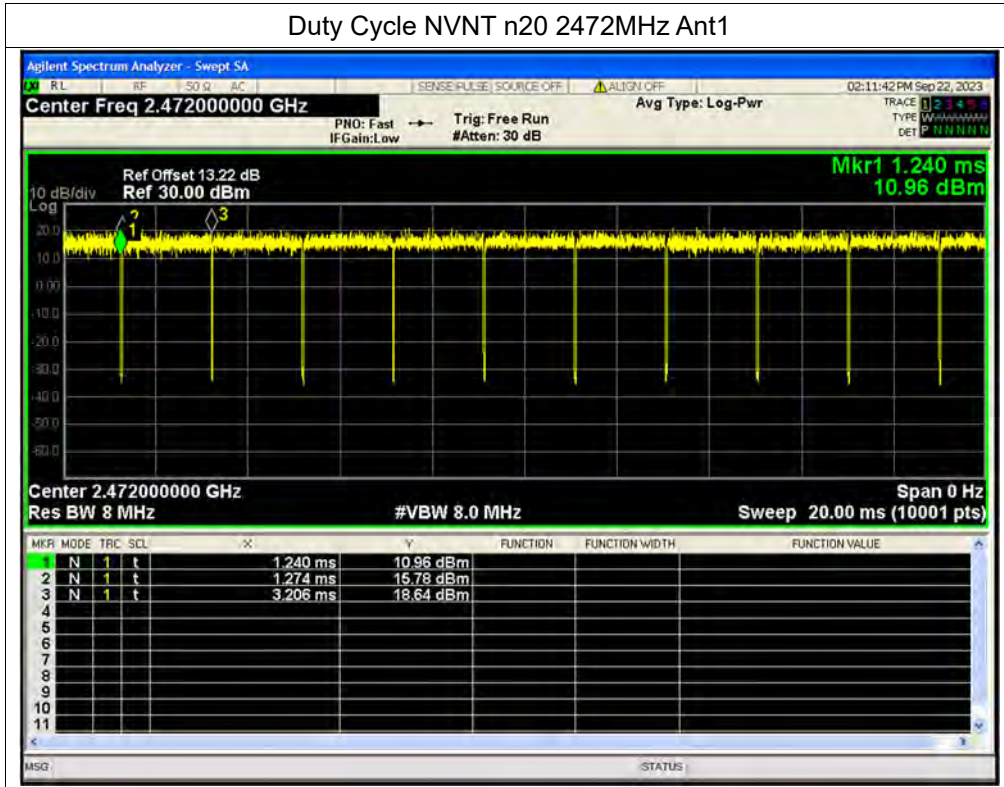 Duty Cycle NVNT n20 2472MHz Ant1
Agilent Spectrum Analyzer - Swept SA
LXI RL RF 50 Ω AC SENSE:PULSE SOURCE OFF ALIGN OFF 02:11:42 PM Sep 22, 2023
Center Freq 2.472000000 GHz Avg Type: Log-Pwr TRACE 1 2 3 4 5 6
PNO: Fast Trig: Free Run TYPE W
IFGain:Low #Atten: 30 dB DET P N N N N N
Mkr1 1.240 ms
Ref Offset 13.22 dB
10 dB/div Ref 30.00 dBm 10.96 dBm
Log
2 3
20.0 1
10.0
0.00
-10.0
-20.0
-30.0
-40.0
-50.0
-60.0
Center 2.472000000 GHz Span 0 Hz
Res BW 8 MHz #VBW 8.0 MHz Sweep 20.00 ms (10001 pts)
MKR MODE TRC SCL X Y FUNCTION FUNCTION WIDTH FUNCTION VALUE
1 N 1 t 1.240 ms 10.96 dBm
2 N 1 t 1.274 ms 15.78 dBm
3 N 1 t 3.206 ms 18.64 dBm
4
5
6
7
8
9
10
11
MSG STATUS